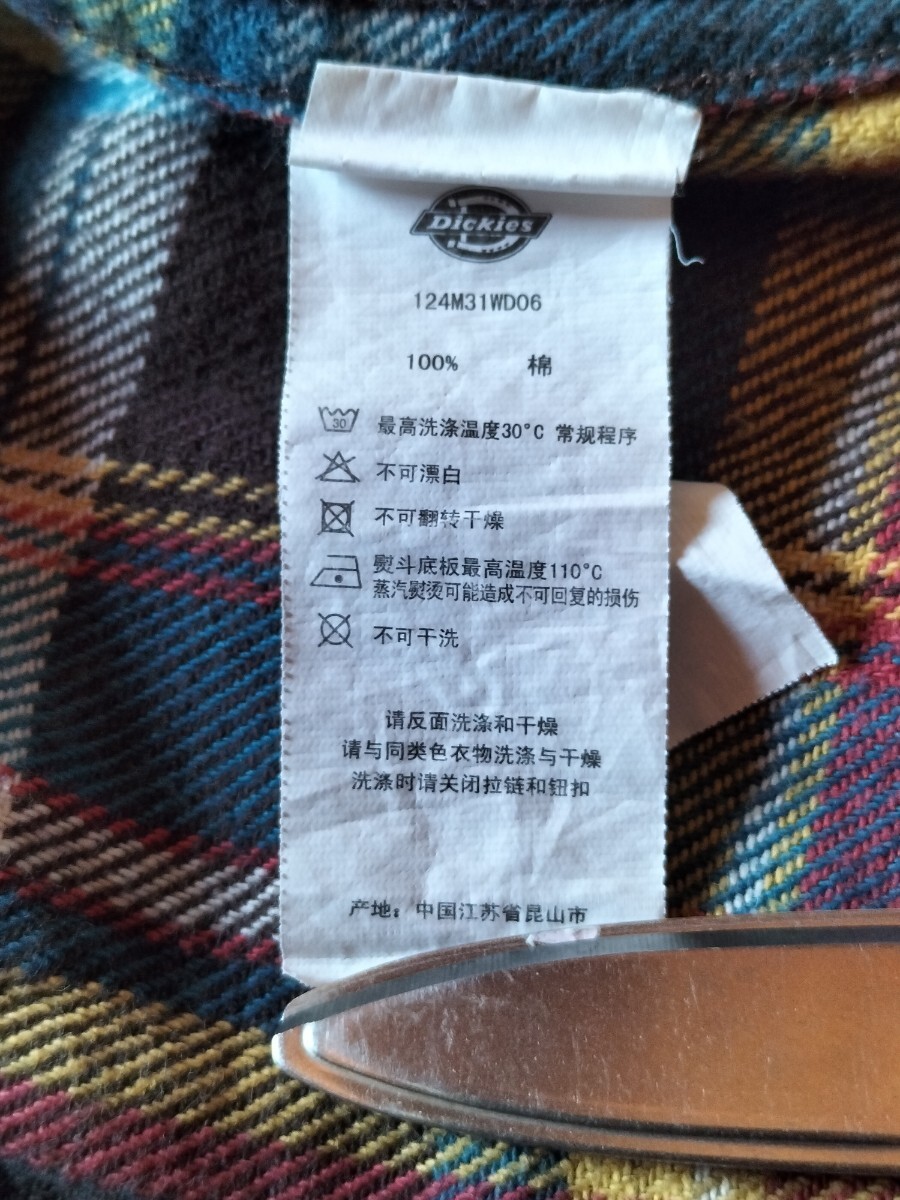 Dickies
124M31WD06
100% 棉
30
最高洗涤温度30°C 常规程序
不可漂白
不可翻转干燥
熨斗底板最高温度110°C
蒸汽熨烫可能造成不可回复的损伤
不可干洗
请反面洗涤和干燥
请与同类色衣物洗涤与干燥
洗涤时请关闭拉链和钮扣
产地：中国江苏省昆山市